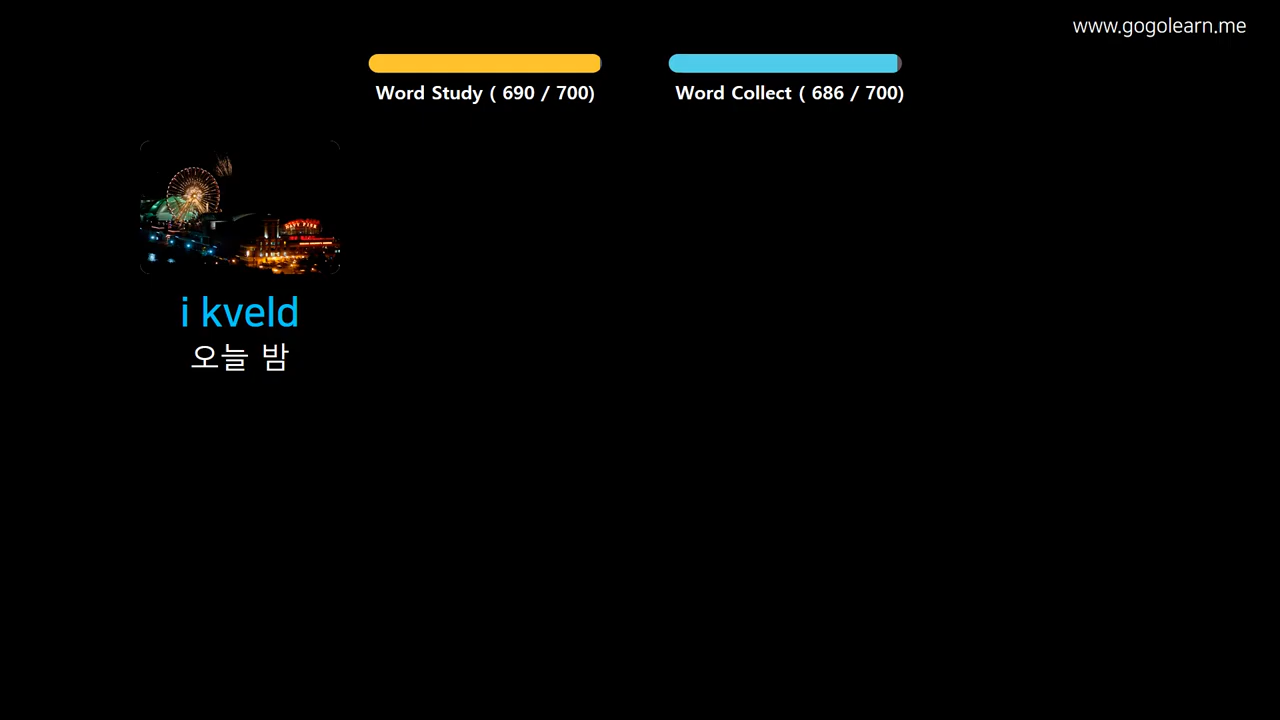 www.gogolearn.me
Word Study ( 690 / 700)
Word Collect ( 686 / 700)
i kveld
오늘 밤